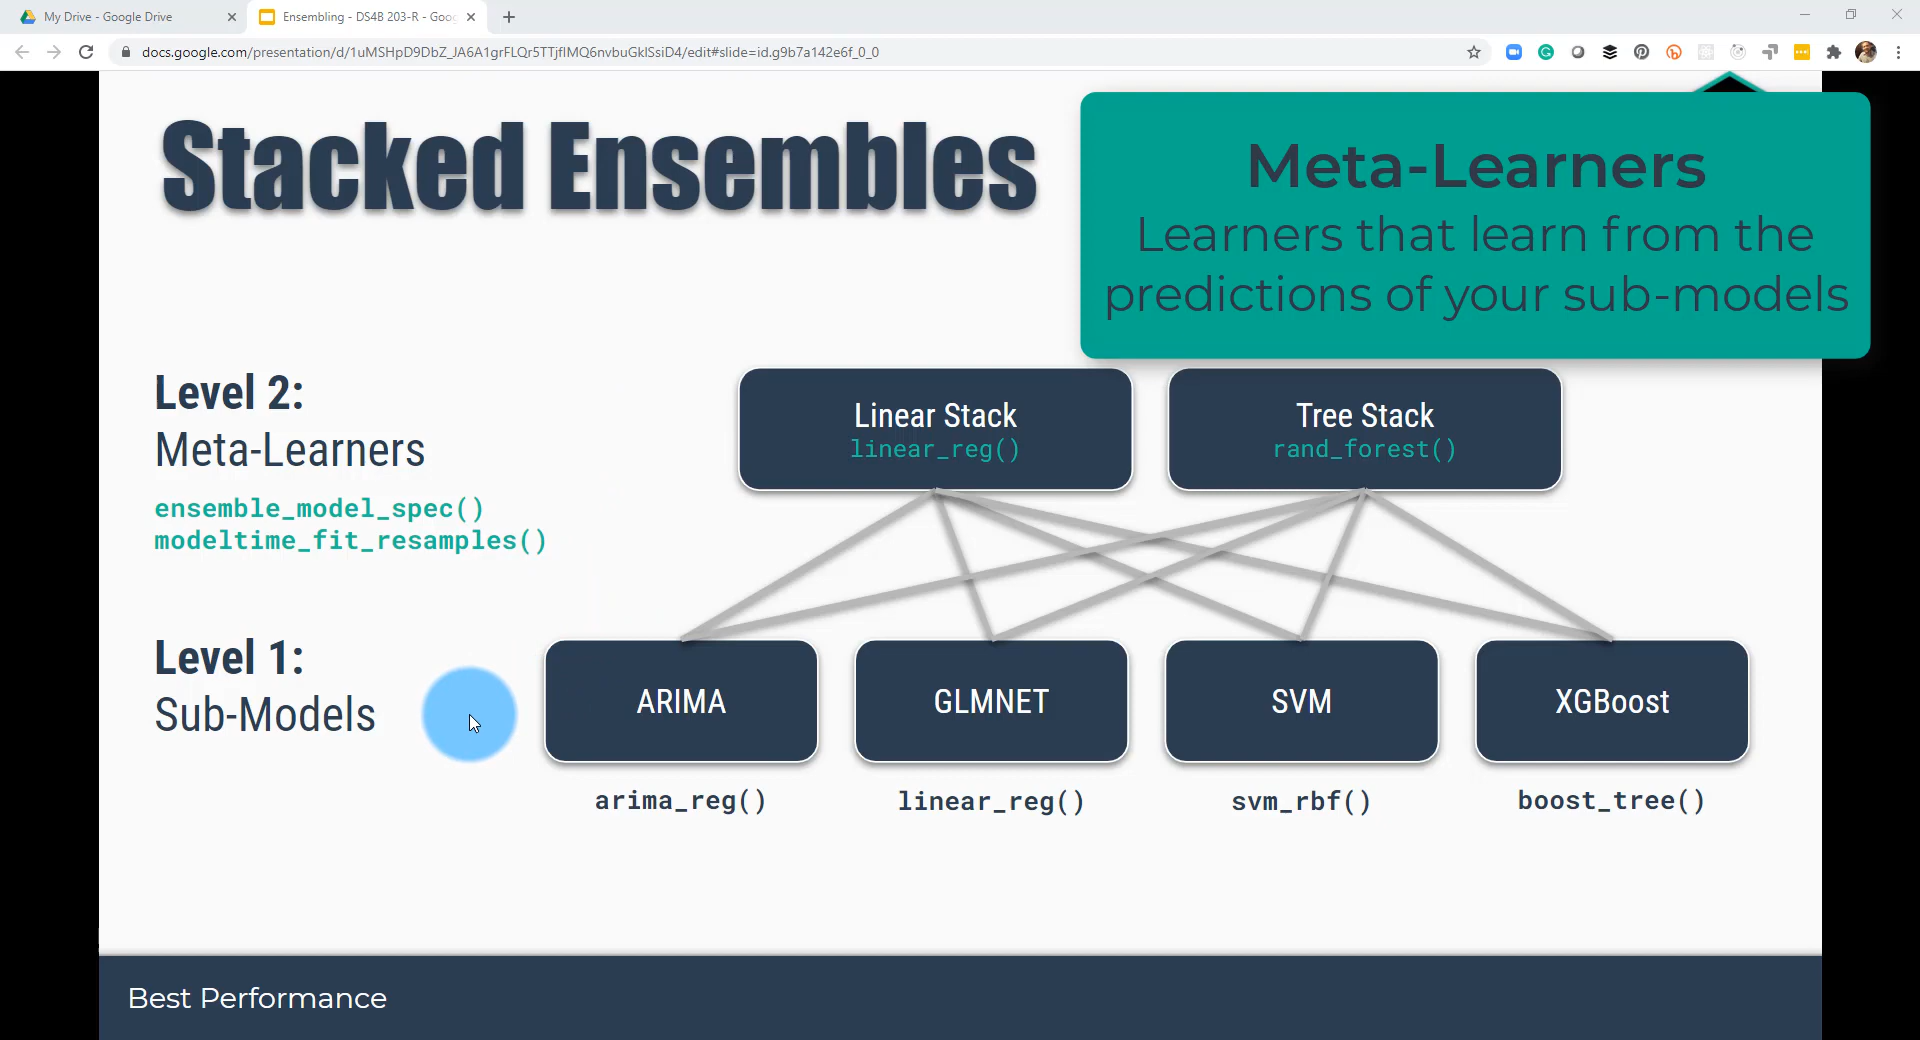 My Drive - Google Drive
Ensembling - DS4B 203-R - Goo
docs.google.com/presentation/d/1uMSHpD9DbZ_JA6A1grFLQr5TTjflMQ6nvbuGklSsiD4/edit#slide=id.g9b7a142e6f_0_0
Stacked Ensembles
Meta-Learners
Learners that learn from the
predictions of your sub-models
Level 2:
Meta-Learners
ensemble_model_spec()
modeltime_fit_resamples()
Linear Stack
linear_reg()
Tree Stack
rand_forest()
Level 1:
Sub-Models
ARIMA
GLMNET
SVM
XGBoost
arima_reg()
linear_reg()
svm_rbf()
boost_tree()
Best Performance